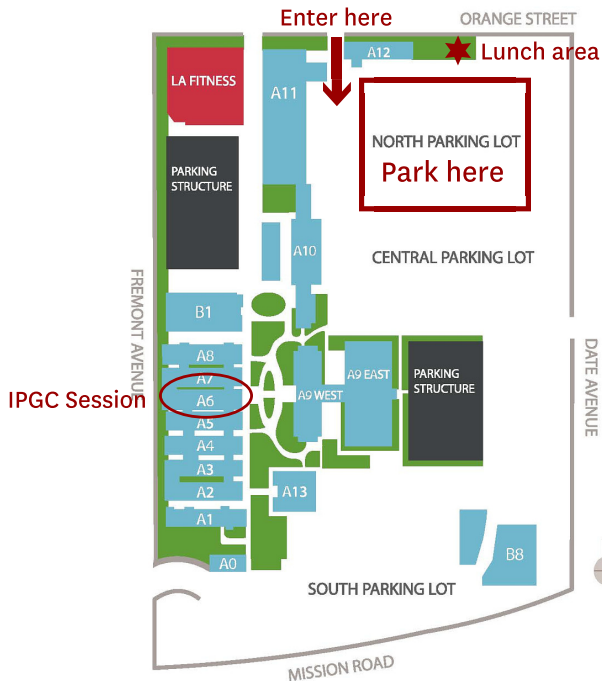 ORANGE STREET
Enter here
A12
Lunch area
LA FITNESS
A11
NORTH PARKING LOT
Park here
PARKING
STRUCTURE
A10
CENTRAL PARKING LOT
FREMONT AVENUE
B1
DATE AVENUE
A8
A7
A9 EAST
PARKING
STRUCTURE
A9 WEST
IPGC Session
A6
A5
A4
A3
A2
A13
A1
B8
A0
SOUTH PARKING LOT
MISSION ROAD